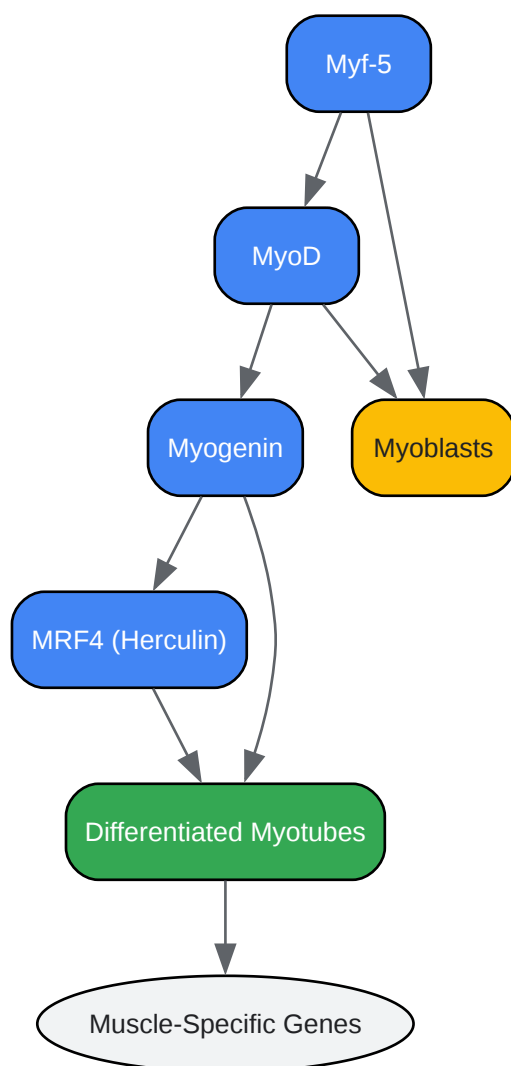 Myf-5
MyoD
Myogenin
Myoblasts
MRF4 (Herculin)
Differentiated Myotubes
Muscle-Specific Genes